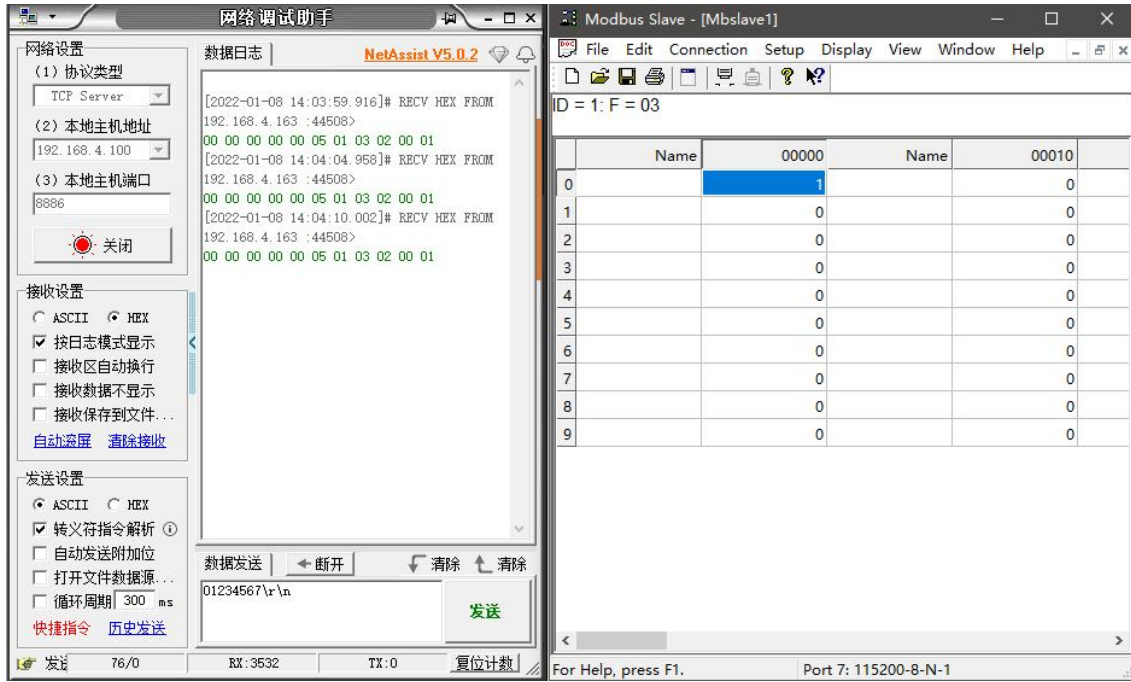 网络调试助手
网络设置
(1) 协议类型
TCP Server
(2) 本地主机地址
192.168.4.100
(3) 本地主机端口
8886
关闭
接收设置
ASCII HEX
按日志模式显示
接收区自动换行
接收数据不显示
接收保存到文件...
自动滚屏 清除接收
发送设置
ASCII HEX
转义符指令解析
自动发送附加位
打开文件数据源...
循环周期 300 ms
快捷指令 历史发送
数据日志 NetAssist V5.0.2
[2022-01-08 14:03:59.916]# RECV HEX FROM
192.168.4.163 :44508>
00 00 00 00 00 05 01 03 02 00 01
[2022-01-08 14:04:04.958]# RECV HEX FROM
192.168.4.163 :44508>
00 00 00 00 00 05 01 03 02 00 01
[2022-01-08 14:04:10.002]# RECV HEX FROM
192.168.4.163 :44508>
00 00 00 00 00 05 01 03 02 00 01
数据发送 断开 清除 清除
01234567\r\n
发送
76/0 RX:3532 TX:0 复位计数
Modbus Slave - [Mbslave1]
File Edit Connection Setup Display View Window Help
ID = 1: F = 03
Name 00000 Name 00010
0 1 0
1 0 0
2 0 0
3 0 0
4 0 0
5 0 0
6 0 0
7 0 0
8 0 0
9 0 0
For Help, press F1. Port 7: 115200-8-N-1